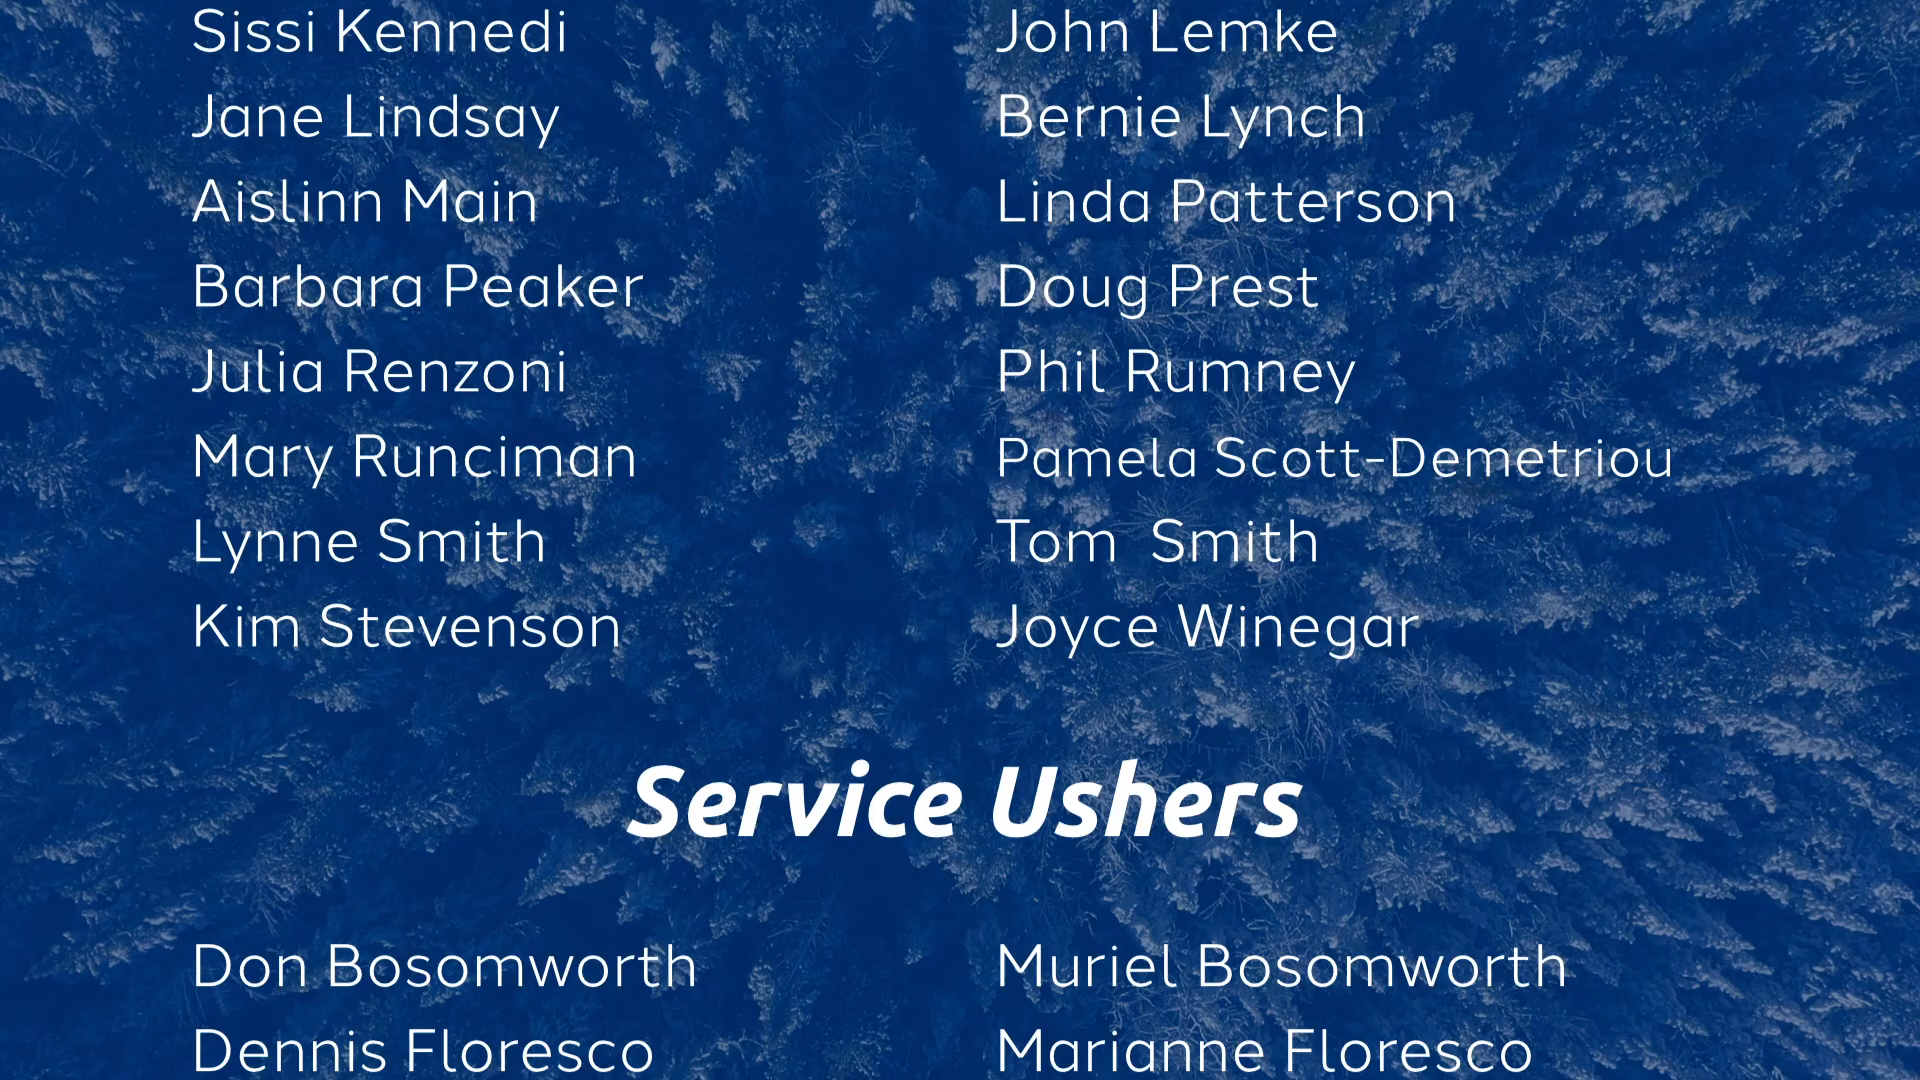 Sissi Kennedi John Lemke
Jane Lindsay Bernie Lynch
Aislinn Main Linda Patterson
Barbara Peaker Doug Prest
Julia Renzoni Phil Rumney
Mary Runciman Pamela Scott-Demetriou
Lynne Smith Tom  Smith
Kim Stevenson Joyce Winegar
Service Ushers
Don Bosomworth Muriel Bosomworth
Dennis Floresco Marianne Floresco